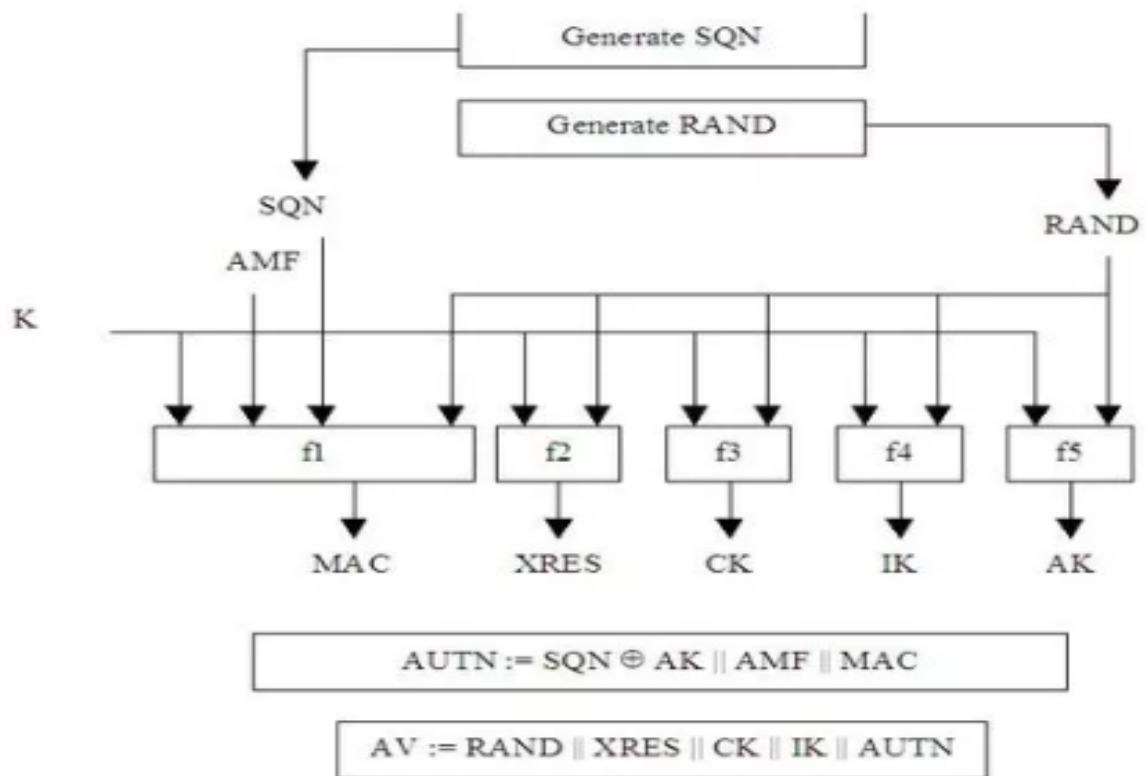 Generate SQN
Generate RAND
SQN
RAND
AMF
K
f1
f2
f3
f4
f5
MAC
XRES
CK
IK
AK
AUTN := SQN ⊕ AK || AMF || MAC
AV := RAND || XRES || CK || IK || AUTN